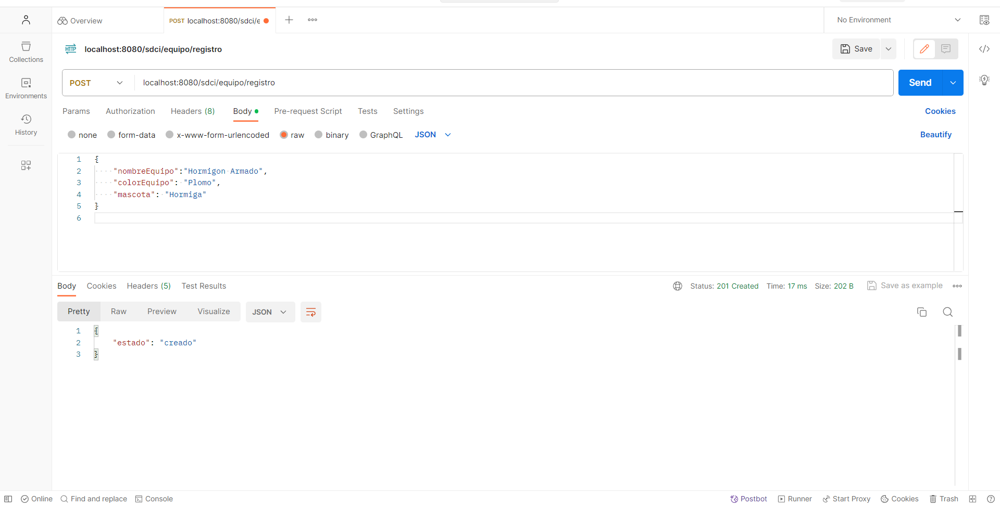 Overview
POST localhost:8080/sdci/e
No Environment
Collections
Environments
History
HTTP localhost:8080/sdci/equipo/registro
Save
POST
localhost:8080/sdci/equipo/registro
Send
Params Authorization Headers (8) Body Pre-request Script Tests Settings
Cookies
none form-data x-www-form-urlencoded raw binary GraphQL JSON
Beautify
1 {
2 "nombreEquipo":"Hormigon Armado",
3 "colorEquipo": "Plomo",
4 "mascota": "Hormiga"
5 }
6
Body Cookies Headers (5) Test Results
Status: 201 Created Time: 17 ms Size: 202 B Save as example
Pretty Raw Preview Visualize JSON
1 {
2 "estado": "creado"
3 }
Online Find and replace Console
Postbot Runner Start Proxy Cookies Trash